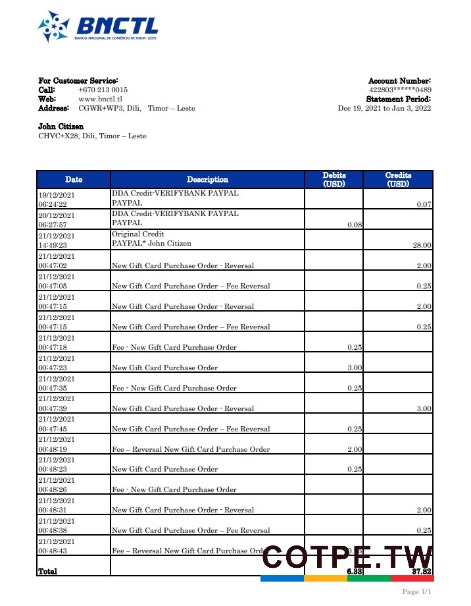 BNCTL
BANCO NACIONAL DE COMÉRCIO DE TIMOR - LESTE
For Customer Service:
Call: +670 213 0015
Web: www.bnctl.tl
Address: CGWR+WP3, Dili, Timor – Leste
Account Number:
422803******0489
Statement Period:
Dec 19, 2021 to Jan 3, 2022
John Citizen
CHVC+X28, Dili, Timor – Leste
Date Description Debits (USD) Credits (USD)
19/12/2021 DDA Credit-VERIFYBANK PAYPAL
06:24:22 PAYPAL 0.07
20/12/2021 DDA Credit-VERIFYBANK PAYPAL
06:27:57 PAYPAL 0.08
21/12/2021 Original Credit
14:49:23 PAYPAL* John Citizen 28.00
21/12/2021
00:47:02 New Gift Card Purchase Order - Reversal 2.00
21/12/2021
00:47:05 New Gift Card Purchase Order – Fee Reversal 0.25
21/12/2021
00:47:15 New Gift Card Purchase Order - Reversal 2.00
21/12/2021
00:47:15 New Gift Card Purchase Order – Fee Reversal 0.25
21/12/2021
00:47:18 Fee - New Gift Card Purchase Order 0.25
21/12/2021
00:47:23 New Gift Card Purchase Order 3.00
21/12/2021
00:47:35 Fee - New Gift Card Purchase Order 0.25
21/12/2021
00:47:39 New Gift Card Purchase Order - Reversal 3.00
21/12/2021
00:47:45 New Gift Card Purchase Order – Fee Reversal 0.25
21/12/2021
00:48:19 Fee – Reversal New Gift Card Purchase Order 2.00
21/12/2021
00:48:23 New Gift Card Purchase Order 0.25
21/12/2021
00:48:26 Fee - New Gift Card Purchase Order
21/12/2021
00:48:31 New Gift Card Purchase Order - Reversal 2.00
21/12/2021
00:48:38 New Gift Card Purchase Order – Fee Reversal 0.25
21/12/2021
00:48:43 Fee – Reversal New Gift Card Purchase
COTPE.TW
Total 6.33 37.82
Page 1/1